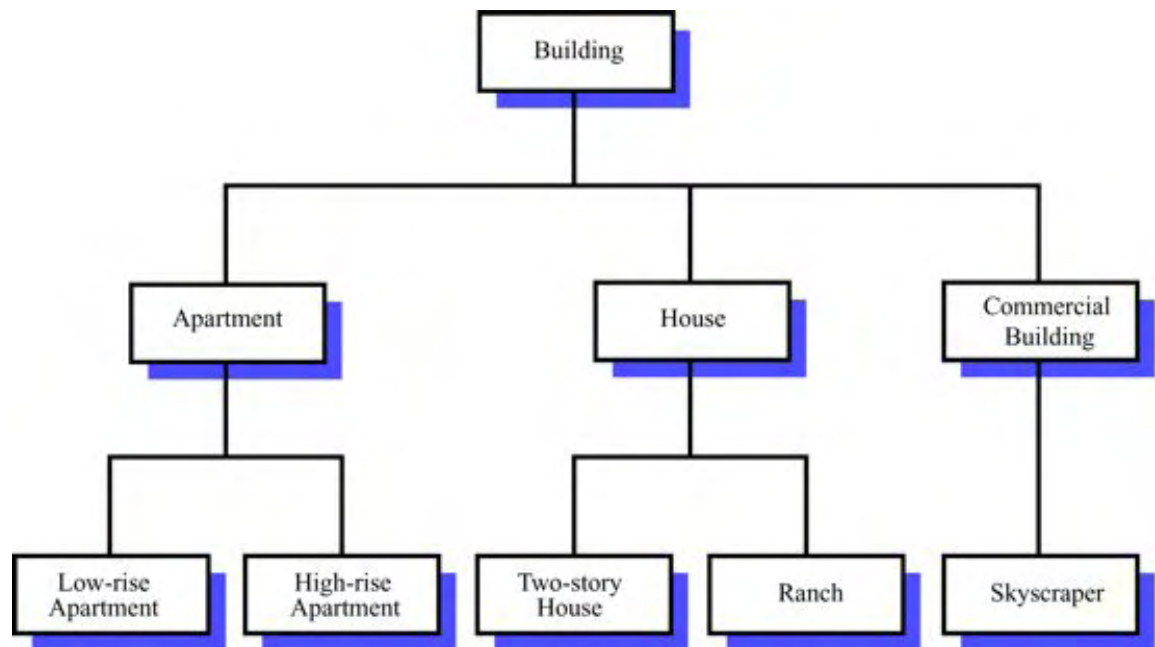 Building
Apartment
House
Commercial
Building
Low-rise
Apartment
High-rise
Apartment
Two-story
House
Ranch
Skyscraper